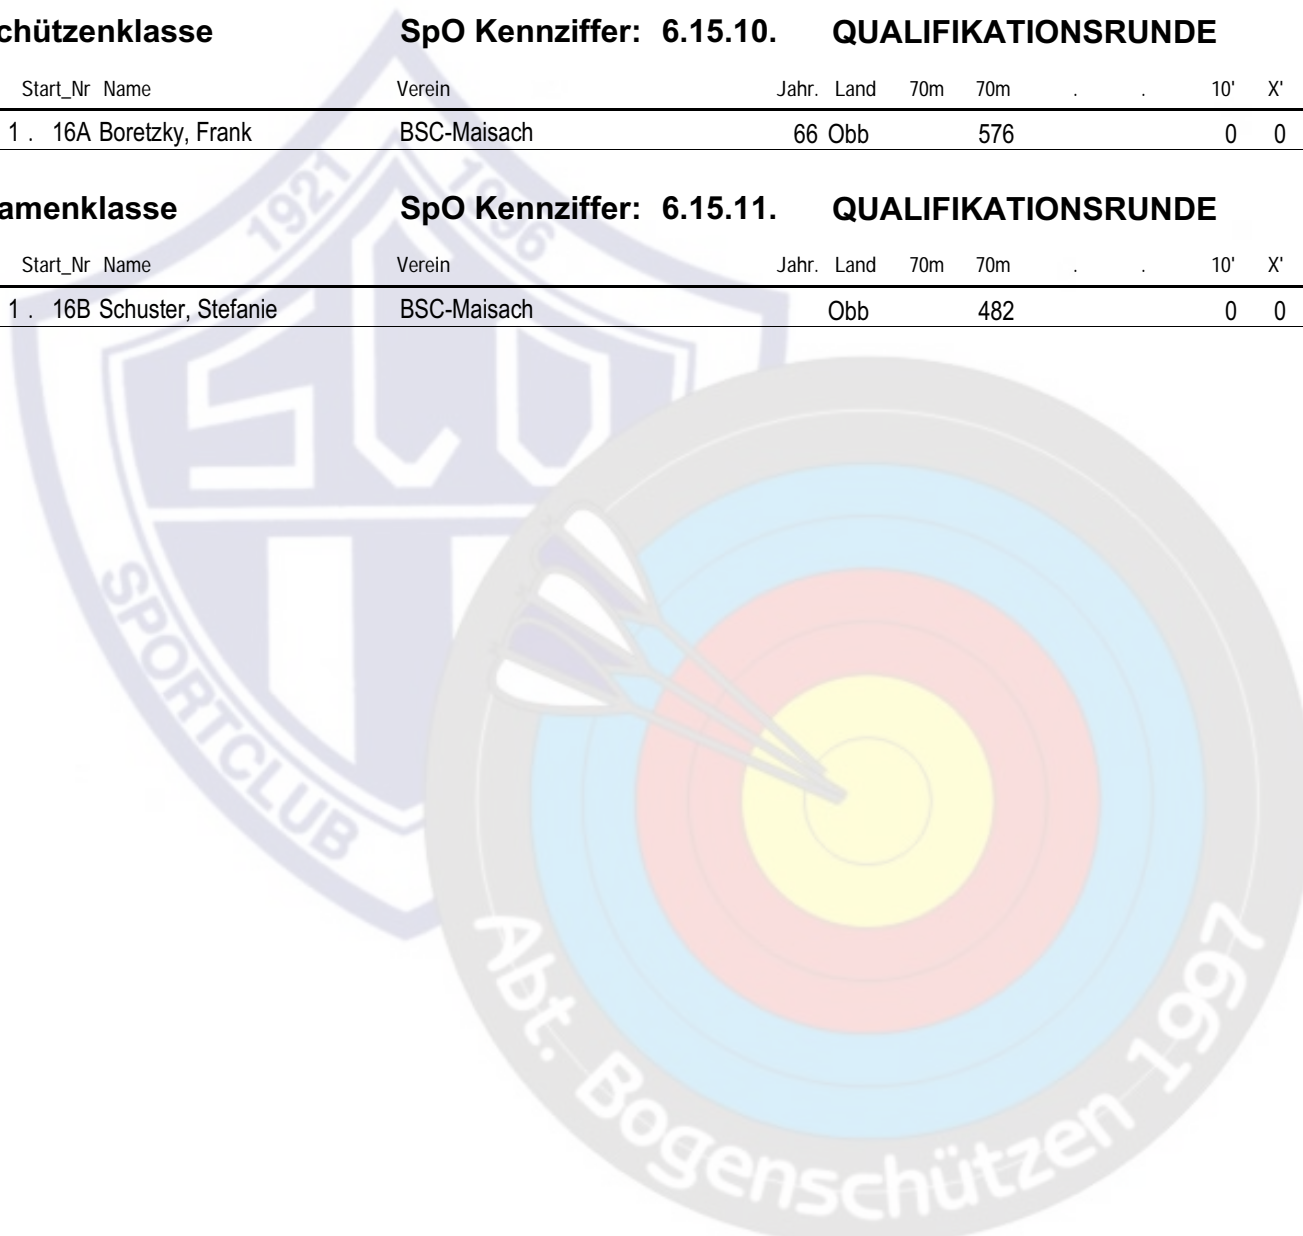 chützenklasse SpO Kennziffer: 6.15.10. QUALIFIKATIONSRUNDE
Start_Nr Name Verein Jahr. Land 70m 70m . . 10' X'
1 . 16A Boretzky, Frank BSC-Maisach 66 Obb 576 0 0
amenklasse SpO Kennziffer: 6.15.11. QUALIFIKATIONSRUNDE
Start_Nr Name Verein Jahr. Land 70m 70m . . 10' X'
1 . 16B Schuster, Stefanie BSC-Maisach Obb 482 0 0
1921 1996
SCO
SPORTCLUB
Abt. Bogenschützen 1997